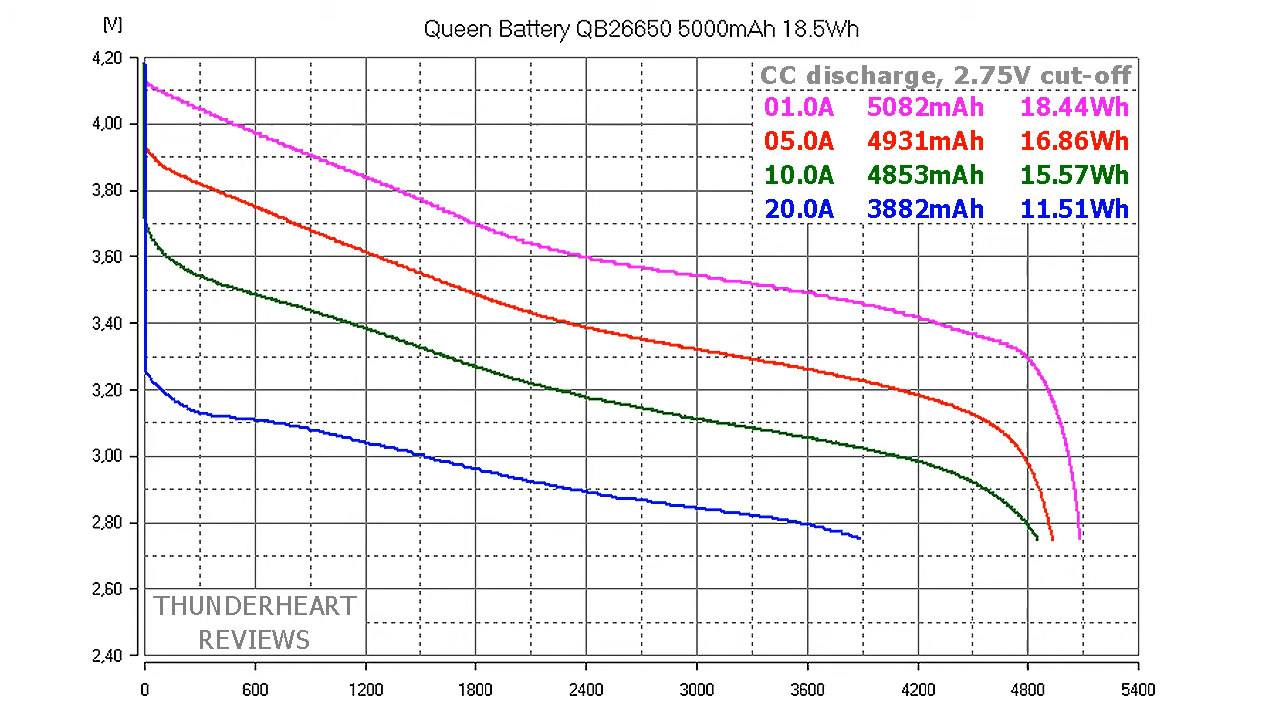 [V]
Queen Battery QB26650 5000mAh 18.5Wh
CC discharge, 2.75V cut-off
01.0A 5082mAh 18.44Wh
05.0A 4931mAh 16.86Wh
10.0A 4853mAh 15.57Wh
20.0A 3882mAh 11.51Wh
4,20
4,00
3,80
3,60
3,40
3,20
3,00
2,80
2,60
2,40
THUNDERHEART
REVIEWS
0 600 1200 1800 2400 3000 3600 4200 4800 5400